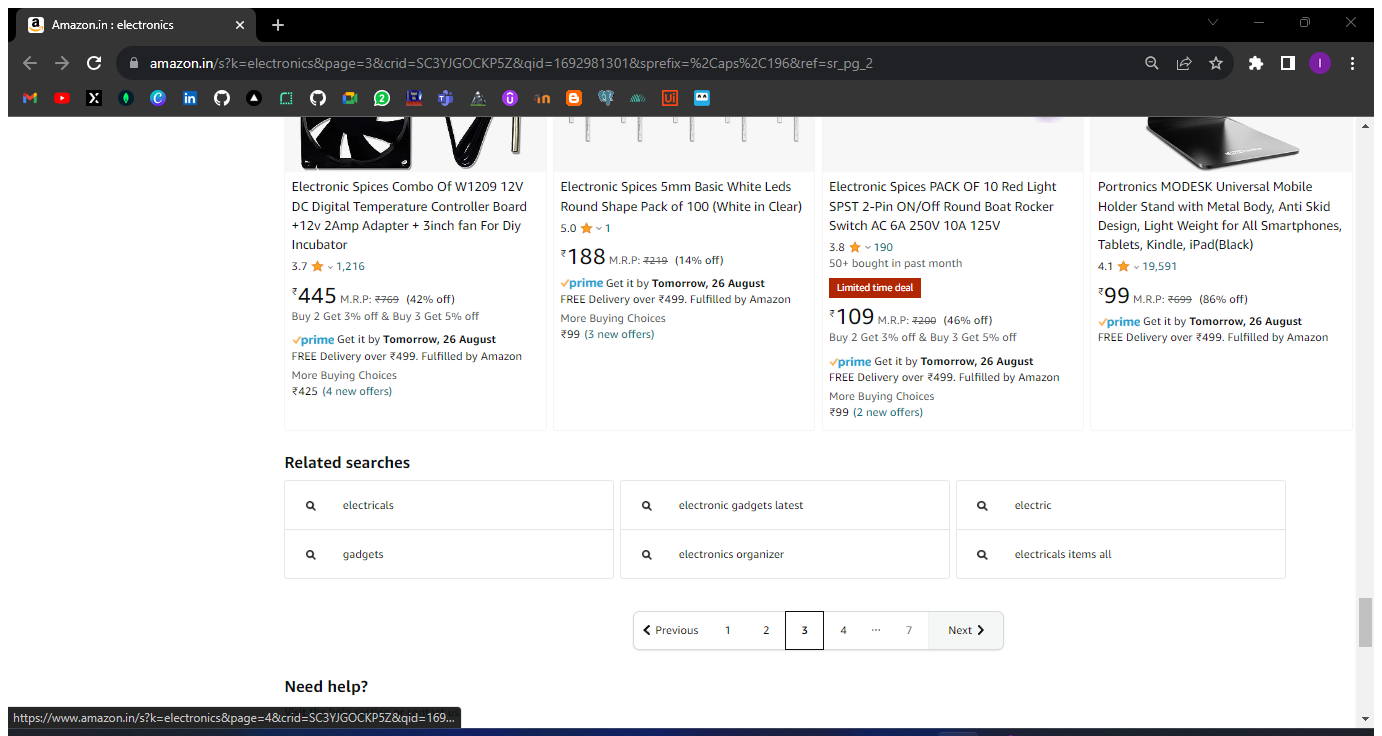 Amazon.in : electronics
amazon.in/s?k=electronics&page=3&crid=SC3YJGOCKP5Z&qid=1692981301&sprefix=%2Caps%2C196&ref=sr_pg_2
Electronic Spices Combo Of W1209 12V
DC Digital Temperature Controller Board
+12v 2Amp Adapter + 3inch fan For Diy
Incubator
3.7 1,216
₹445 M.R.P: ₹769 (42% off)
Buy 2 Get 3% off & Buy 3 Get 5% off
prime Get it by Tomorrow, 26 August
FREE Delivery over ₹499. Fulfilled by Amazon
More Buying Choices
₹425 (4 new offers)
Electronic Spices 5mm Basic White Leds
Round Shape Pack of 100 (White in Clear)
5.0 1
₹188 M.R.P: ₹219 (14% off)
prime Get it by Tomorrow, 26 August
FREE Delivery over ₹499. Fulfilled by Amazon
More Buying Choices
₹99 (3 new offers)
Electronic Spices PACK OF 10 Red Light
SPST 2-Pin ON/Off Round Boat Rocker
Switch AC 6A 250V 10A 125V
3.8 190
50+ bought in past month
Limited time deal
₹109 M.R.P: ₹200 (46% off)
Buy 2 Get 3% off & Buy 3 Get 5% off
prime Get it by Tomorrow, 26 August
FREE Delivery over ₹499. Fulfilled by Amazon
More Buying Choices
₹99 (2 new offers)
Portronics MODESK Universal Mobile
Holder Stand with Metal Body, Anti Skid
Design, Light Weight for All Smartphones,
Tablets, Kindle, iPad(Black)
4.1 19,591
₹99 M.R.P: ₹699 (86% off)
prime Get it by Tomorrow, 26 August
FREE Delivery over ₹499. Fulfilled by Amazon
Related searches
electricals
electronic gadgets latest
electric
gadgets
electronics organizer
electricals items all
Previous 1 2 3 4 ... 7 Next
Need help?
https://www.amazon.in/s?k=electronics&page=4&crid=SC3YJGOCKP5Z&qid=169...